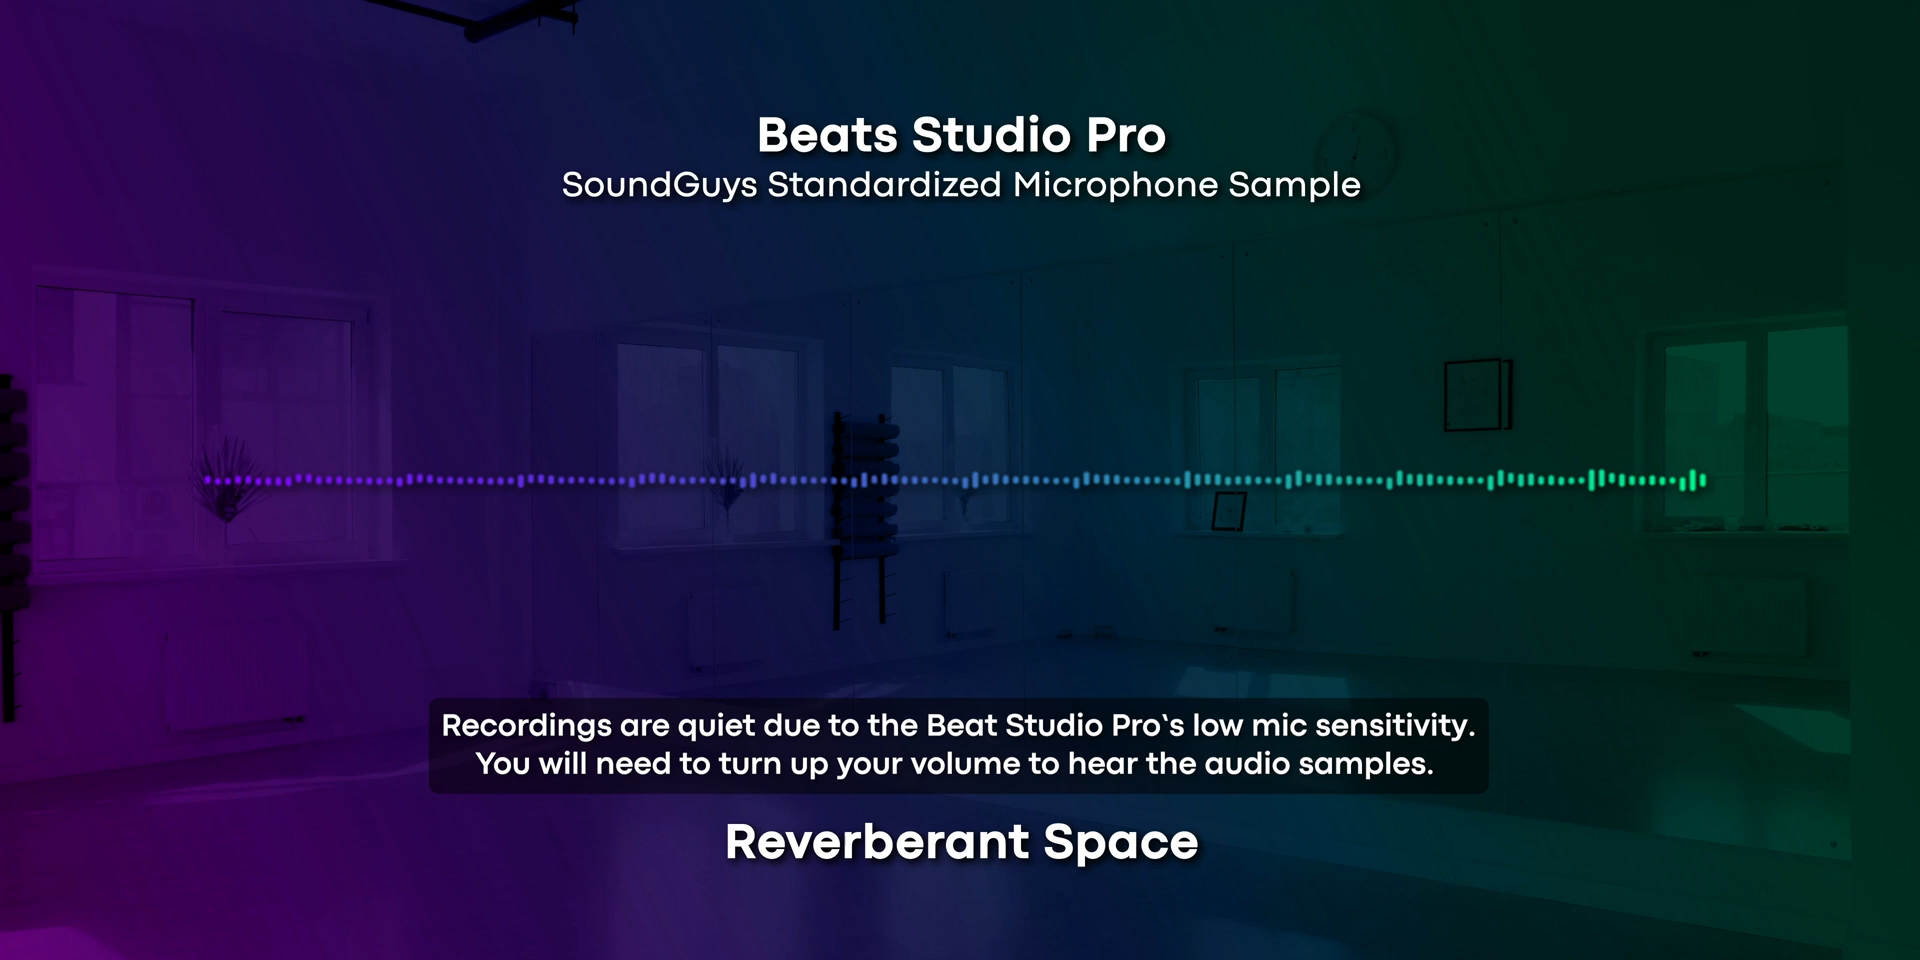 Beats Studio Pro
SoundGuys Standardized Microphone Sample
Recordings are quiet due to the Beat Studio Pro‛s low mic sensitivity.
You will need to turn up your volume to hear the audio samples.
Reverberant Space